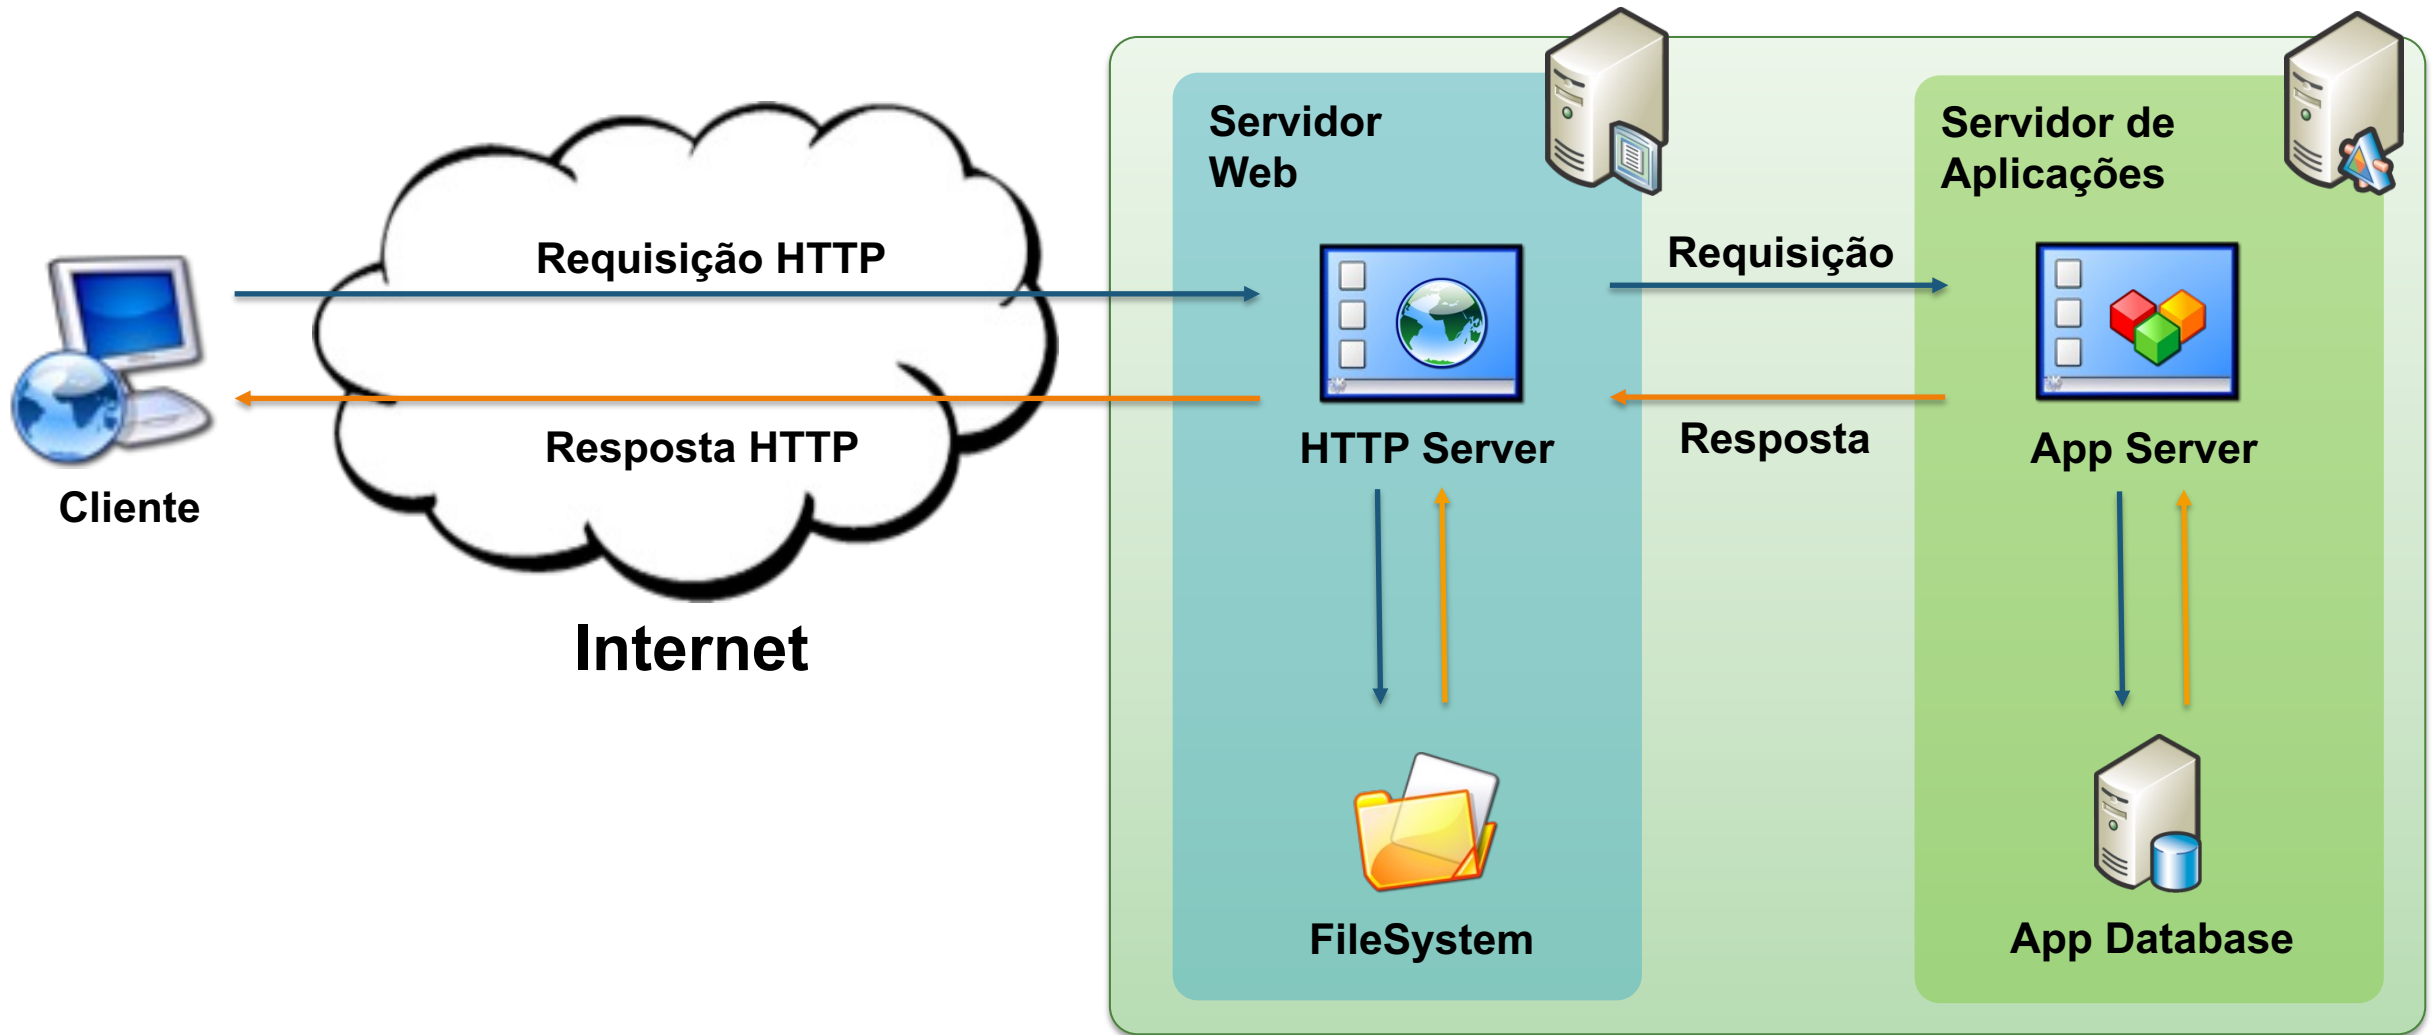 Servidor
Web
Servidor de
Aplicações
Requisição HTTP
Requisição
Resposta HTTP
HTTP Server
Resposta
App Server
Cliente
Internet
FileSystem
App Database